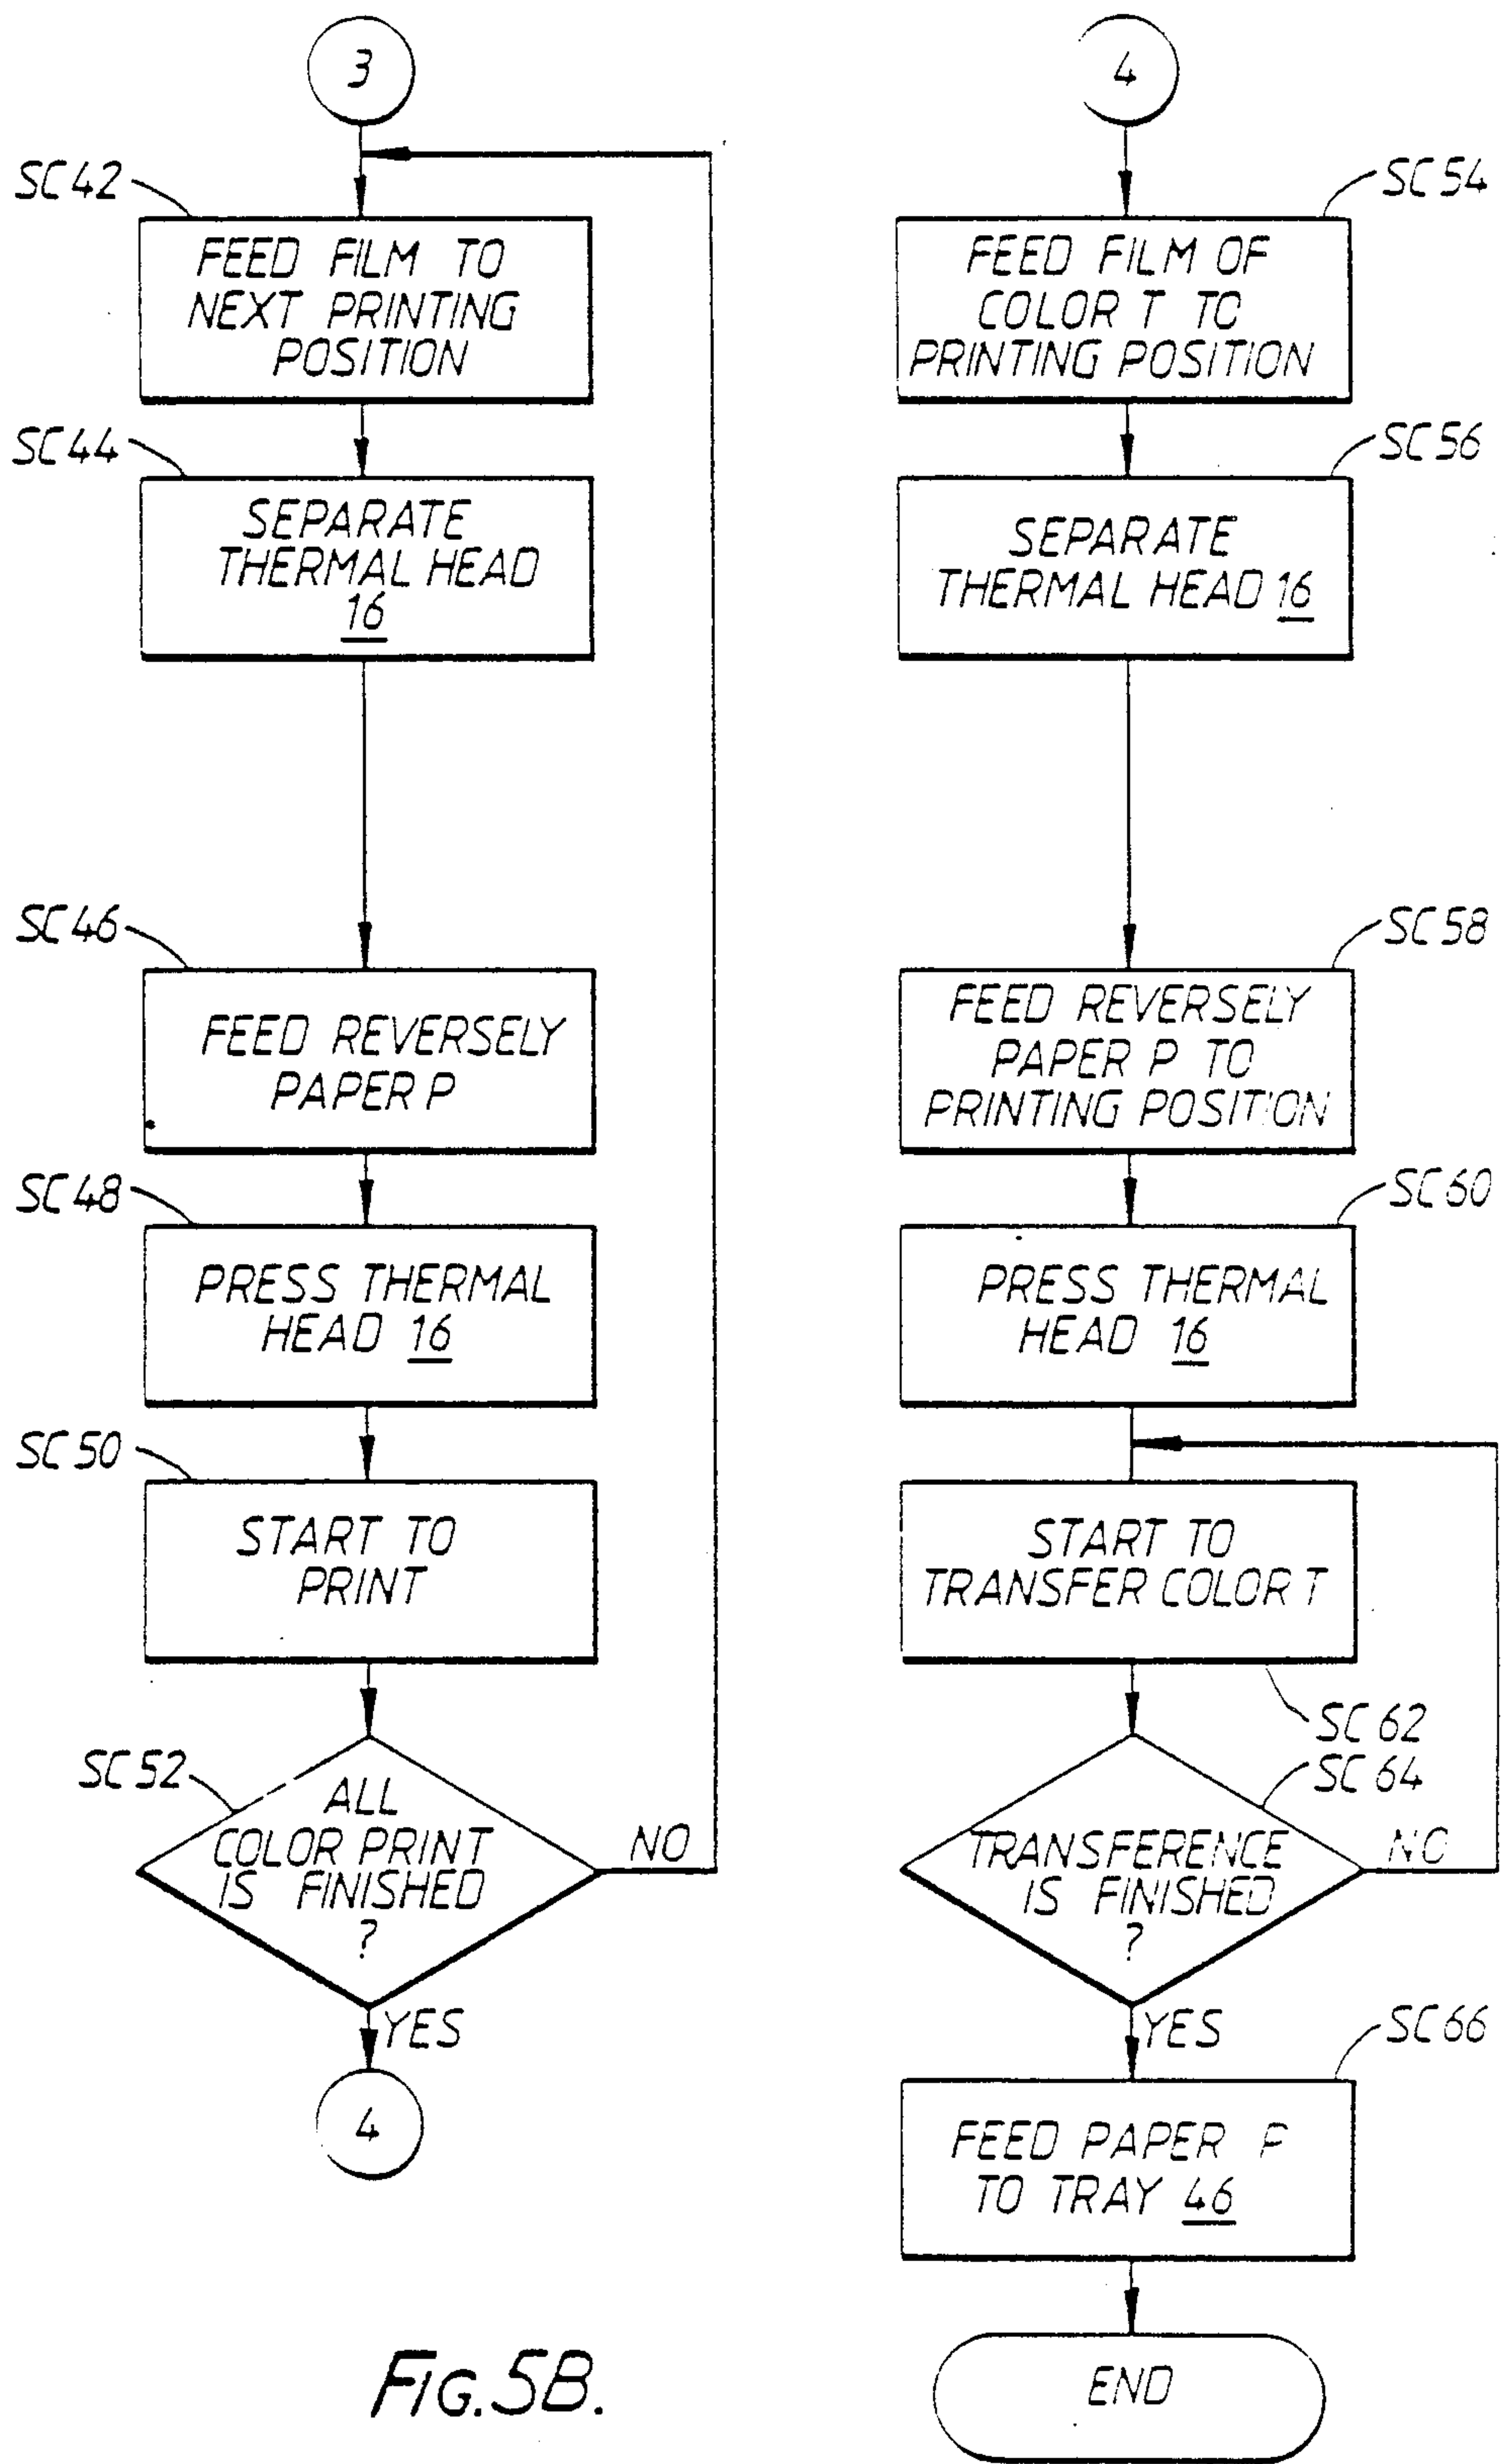 3
SC42
FEED FILM TO
NEXT PRINTING
POSITION
SC44
SEPARATE
THERMAL HEAD
16
SC46
FEED REVERSELY
PAPER P
SC48
PRESS THERMAL
HEAD 16
SC50
START TO
PRINT
SC52
ALL
COLOR PRINT
IS FINISHED
?
NO
YES
4
4
SC54
FEED FILM OF
COLOR T TO
PRINTING POSITION
SC56
SEPARATE
THERMAL HEAD 16
SC58
FEED REVERSELY
PAPER P TO
PRINTING POSITION
SC60
PRESS THERMAL
HEAD 16
START TO
TRANSFER COLOR T
SC62
SC64
TRANSFERENCE
IS FINISHED
?
NO
YES
SC66
FEED PAPER P
TO TRAY 46
END
FIG.5B.